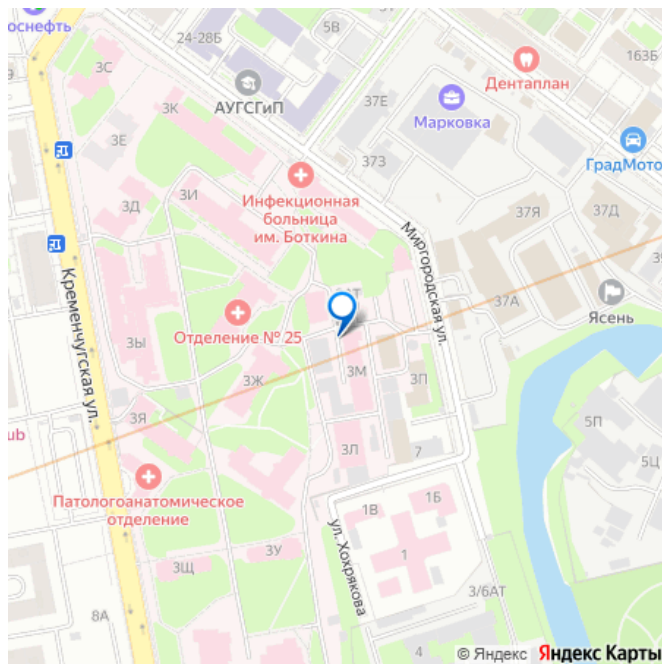 оснефть
24-28Б
5В
163Б
3С
Дентаплан
АУГСГиП
37Е
3К
Марковка
3Е
373
ГрадМото
Инфекционная
больница
им. Боткина
3И
3Д
37Я
37Д
Миргородская ул.
37А
Ясень
Отделение № 25
3Ы
Кременчугская ул.
3Ж
3М
3П
3Я
5П
ub
3Л
7
5Ц
Патологоанатомическое
отделение
1В
1Б
ул. Хохрякова
3У
1
3Щ
4
3/6АТ
8А
© Яндекс Яндекс Карты